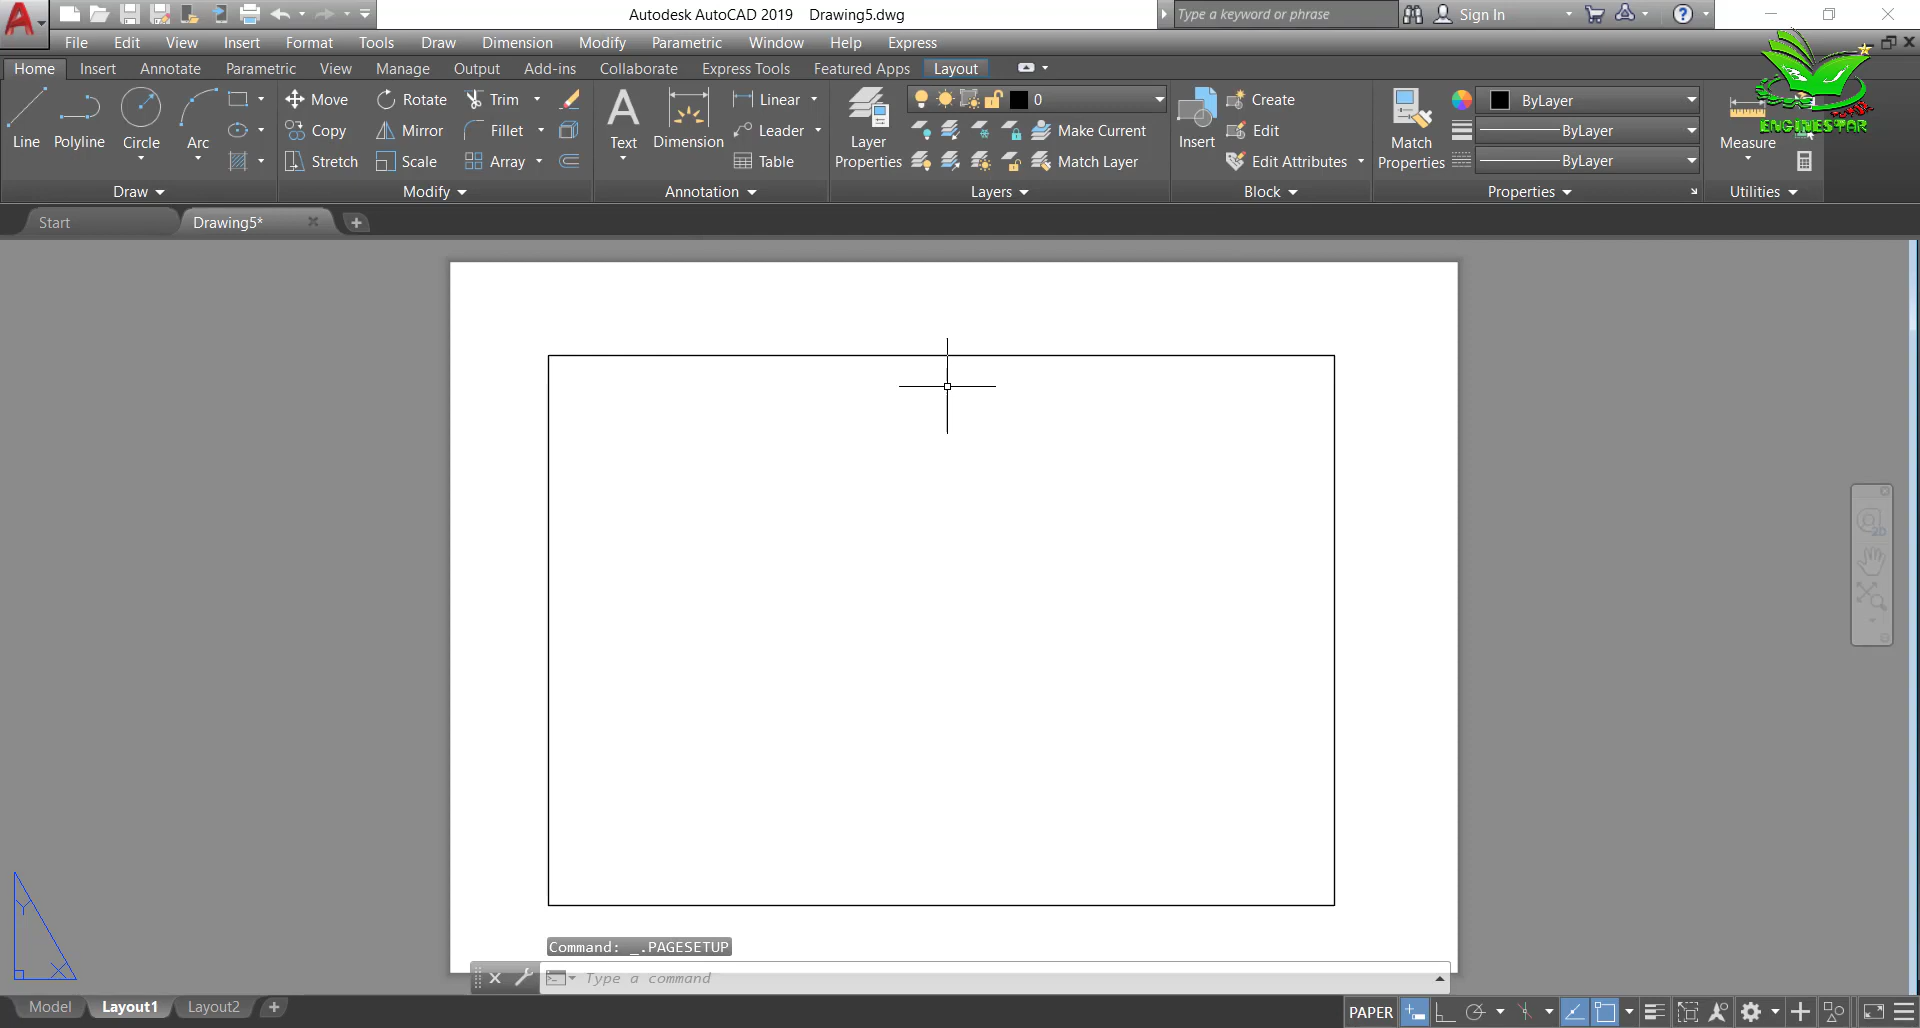 Autodesk AutoCAD 2019 Drawing5.dwg
Type a keyword or phrase
Sign In
File Edit View Insert Format Tools Draw Dimension Modify Parametric Window Help Express
Home Insert Annotate Parametric View Manage Output Add-ins Collaborate Express Tools Featured Apps Layout
Line Polyline Circle Arc
Move Rotate Trim
Copy Mirror Fillet
Stretch Scale Array
Text Dimension
Linear
Leader
Table
Layer Properties
0
Make Current
Match Layer
Insert
Create
Edit
Edit Attributes
Match Properties
ByLayer
ByLayer
ByLayer
Measure
ENGINESTAR
Draw Modify Annotation Layers Block Properties Utilities
Start Drawing5*
2D
Y
X
Command: _.PAGESETUP
Type a command
Model Layout1 Layout2
PAPER